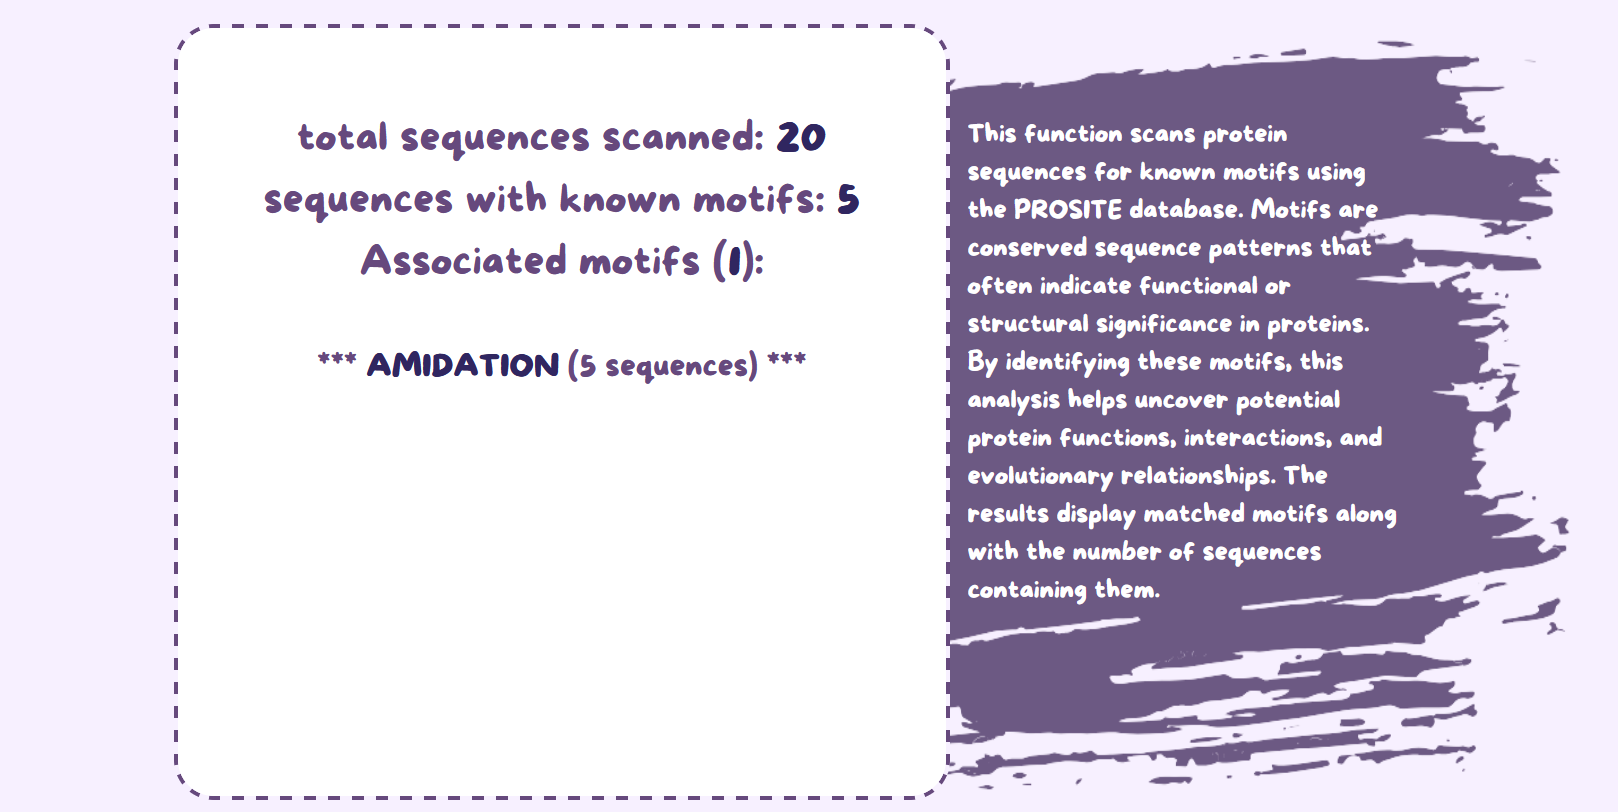 total sequences scanned: 20
sequences with known motifs: 5
Associated motifs (1):
*** AMIDATION (5 sequences) ***
This function scans protein
sequences for known motifs using
the PROSITE database. Motifs are
conserved sequence patterns that
often indicate functional or
structural significance in proteins.
By identifying these motifs, this
analysis helps uncover potential
protein functions, interactions, and
evolutionary relationships. The
results display matched motifs along
with the number of sequences
containing them.